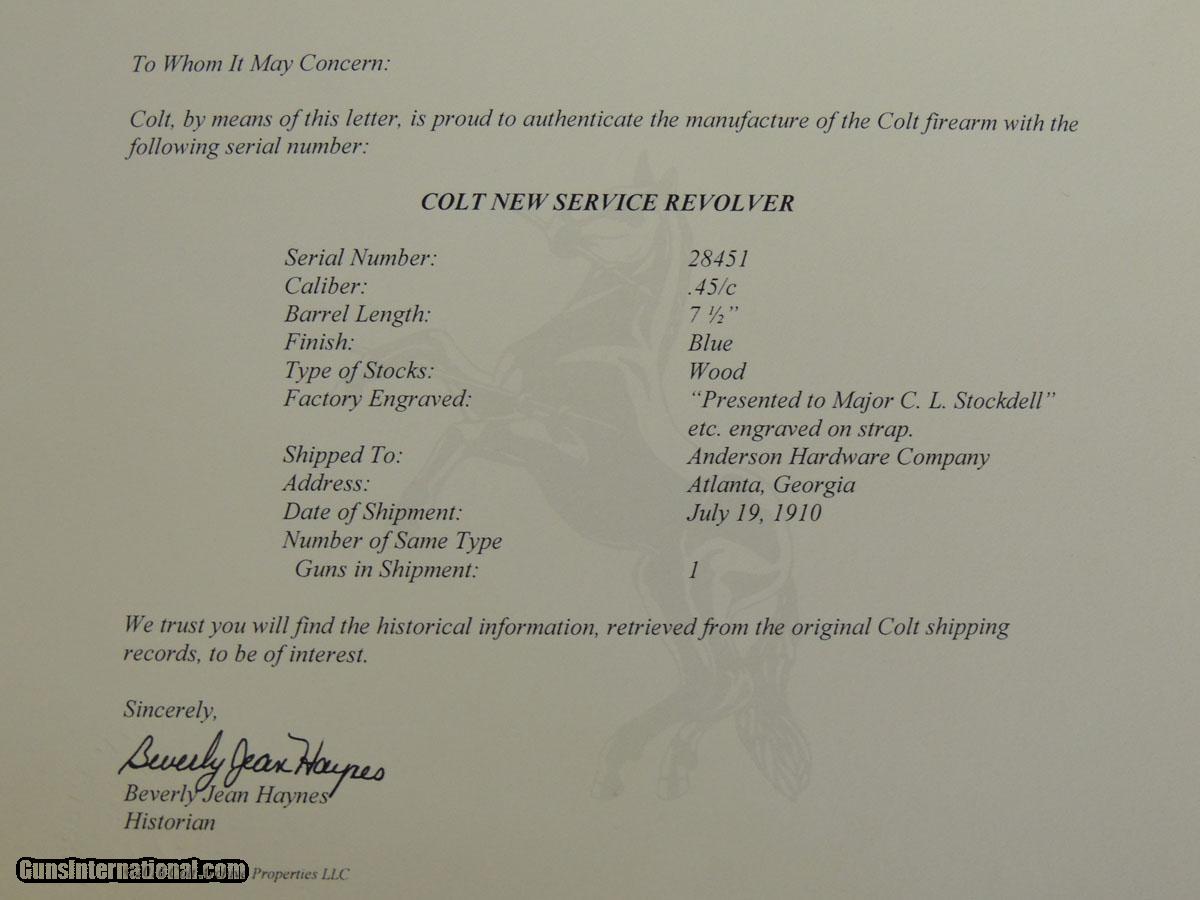 To Whom It May Concern:
Colt, by means of this letter, is proud to authenticate the manufacture of the Colt firearm with the
following serial number:
COLT NEW SERVICE REVOLVER
Serial Number: 28451
Caliber: .45/c
Barrel Length: 7 ½”
Finish: Blue
Type of Stocks: Wood
Factory Engraved: “Presented to Major C. L. Stockdell”
etc. engraved on strap.
Shipped To: Anderson Hardware Company
Address: Atlanta, Georgia
Date of Shipment: July 19, 1910
Number of Same Type
Guns in Shipment: 1
We trust you will find the historical information, retrieved from the original Colt shipping
records, to be of interest.
Sincerely,
Beverly Jean Haynes
Beverly Jean Haynes
Historian
GunsInternational.com Properties LLC